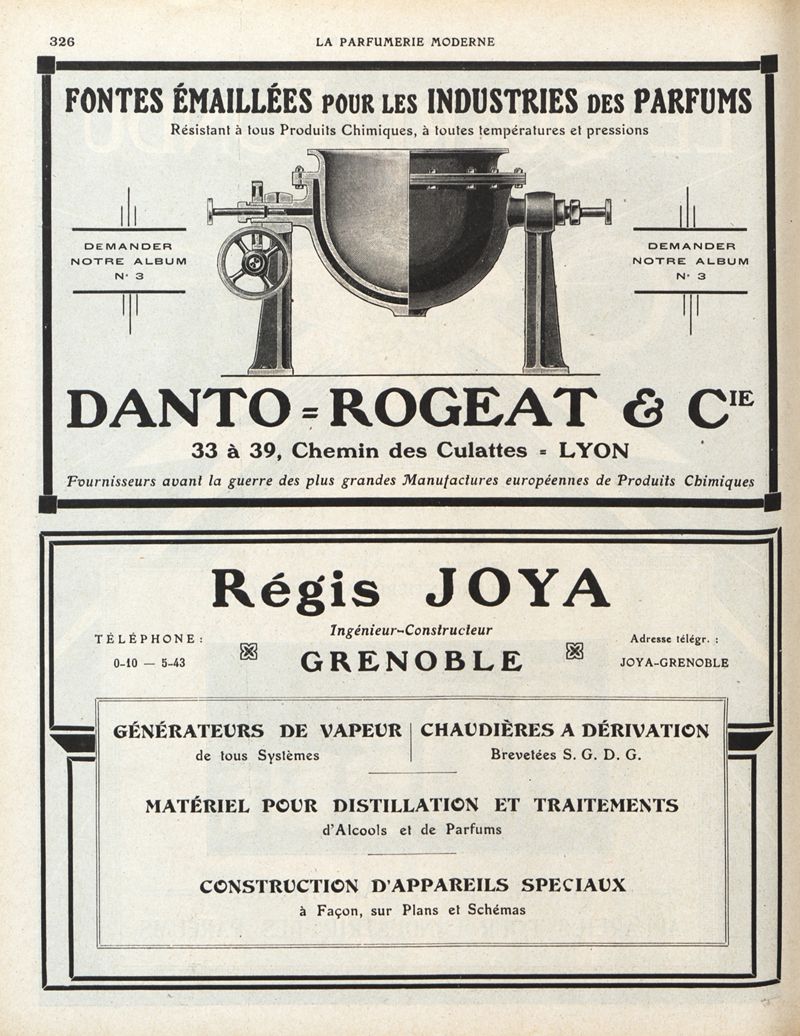 326
LA PARFUMERIE MODERNE
FONTES ÉMAILLÉES POUR LES INDUSTRIES DES PARFUMS
Résistant à tous Produits Chimiques, à toutes températures et pressions
DEMANDER
NOTRE ALBUM
N· 3
DEMANDER
NOTRE ALBUM
N· 3
DANTO=ROGEAT & CIE
33 à 39, Chemin des Culattes = LYON
Fournisseurs avant la guerre des plus grandes Manufactures européennes de Produits Chimiques
Régis JOYA
Ingénieur-Constructeur
GRENOBLE
TÉLÉPHONE:
0-10 — 5-43
Adresse télégr. :
JOYA-GRENOBLE
GÉNÉRATEURS DE VAPEUR
de tous Systèmes
CHAUDIÈRES A DÉRIVATION
Brevetées S. G. D. G.
MATÉRIEL POUR DISTILLATION ET TRAITEMENTS
d'Alcools et de Parfums
CONSTRUCTION D'APPAREILS SPECIAUX
à Façon, sur Plans et Schémas